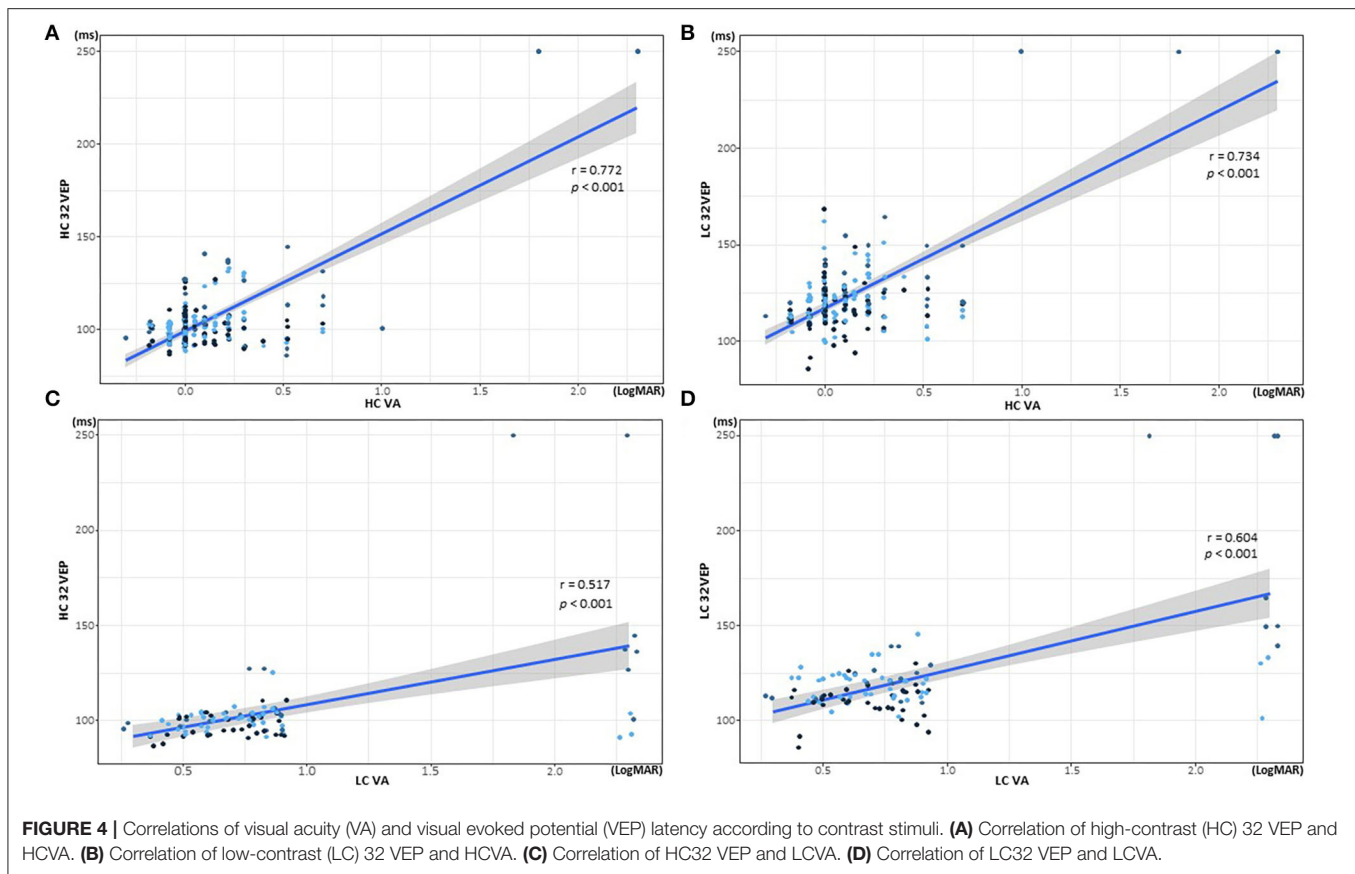 A
(ms)
250
200
150
100
HC 32 VEP
r = 0.772
p < 0.001
0.0 0.5 1.0 1.5 2.0 (LogMAR)
HC VA
B
(ms)
250
200
150
100
LC 32 VEP
r = 0.734
p < 0.001
0.0 0.5 1.0 1.5 2.0 (LogMAR)
HC VA
C
(ms)
250
200
150
100
HC 32 VEP
r = 0.517
p < 0.001
0.5 1.0 1.5 2.0 (LogMAR)
LC VA
D
(ms)
250
200
150
100
LC 32 VEP
r = 0.604
p < 0.001
0.5 1.0 1.5 2.0 (LogMAR)
LC VA
FIGURE 4 | Correlations of visual acuity (VA) and visual evoked potential (VEP) latency according to contrast stimuli. (A) Correlation of high-contrast (HC) 32 VEP and
HCVA. (B) Correlation of low-contrast (LC) 32 VEP and HCVA. (C) Correlation of HC32 VEP and LCVA. (D) Correlation of LC32 VEP and LCVA.